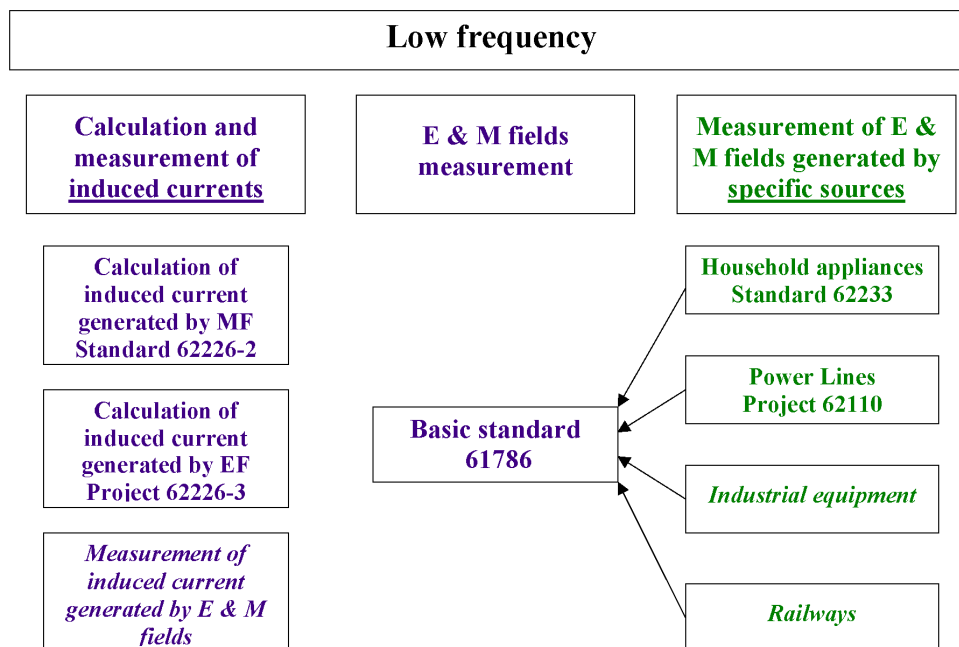 Low frequency
Calculation and
measurement of
induced currents
E & M fields
measurement
Measurement of E &
M fields generated by
specific sources
Calculation of
induced current
generated by MF
Standard 62226-2
Calculation of
induced current
generated by EF
Project 62226-3
Measurement of
induced current
generated by E & M
fields
Basic standard
61786
Household appliances
Standard 62233
Power Lines
Project 62110
Industrial equipment
Railways